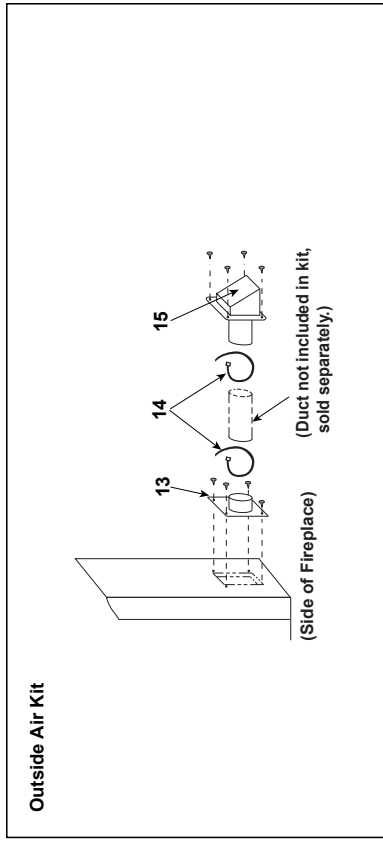 Outside Air Kit
13
14
15
(Side of Fireplace)
(Duct not included in kit,
sold separately.)